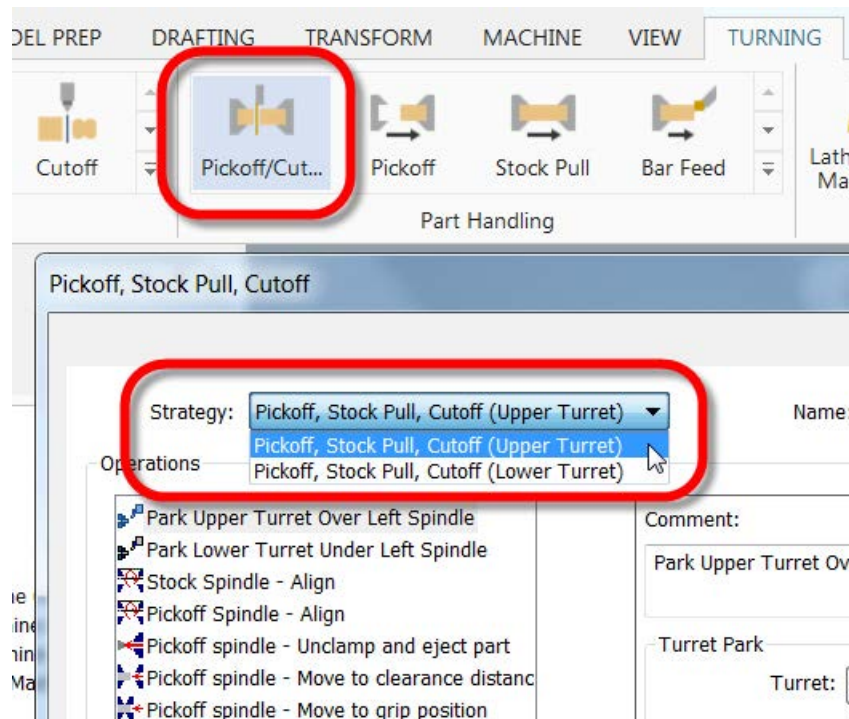 DEL PREP DRAFTING TRANSFORM MACHINE VIEW TURNING
Cutoff Pickoff/Cut... Pickoff Stock Pull Bar Feed Lath
Ma
Part Handling
Pickoff, Stock Pull, Cutoff
Strategy: Pickoff, Stock Pull, Cutoff (Upper Turret) Name:
Pickoff, Stock Pull, Cutoff (Upper Turret)
Operations Pickoff, Stock Pull, Cutoff (Lower Turret)
Park Upper Turret Over Left Spindle Comment:
Park Lower Turret Under Left Spindle
Park Upper Turret Ov
Stock Spindle - Align
Pickoff Spindle - Align
Pickoff spindle - Unclamp and eject part Turret Park
Pickoff spindle - Move to clearance distanc Turret:
Pickoff spindle - Move to grip position